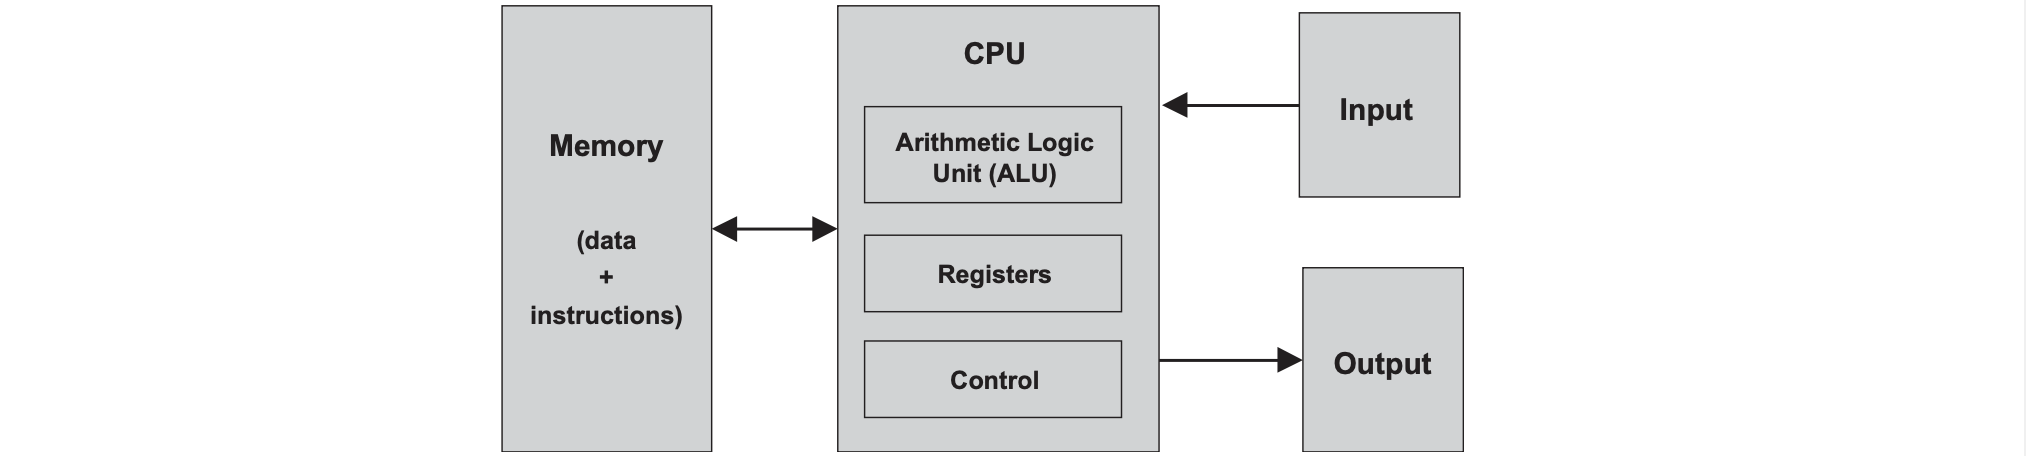 Memory
(data
+
instructions)
CPU
Arithmetic Logic
Unit (ALU)
Registers
Control
Input
Output